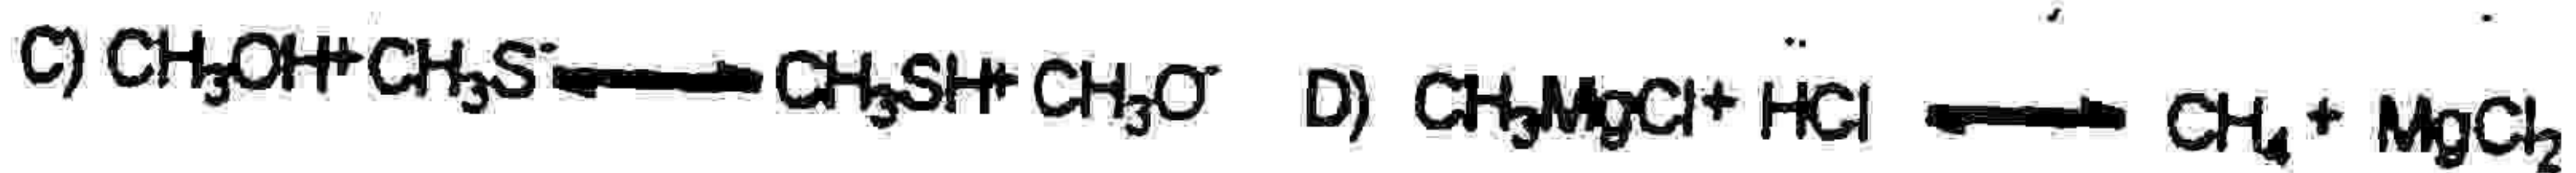 C) CH₃OH + CH₃S⁻ ⇌ CH₃SH + CH₃O⁻ D) CH₃MgCl + HCl ⇌ CH₄ + MgCl₂